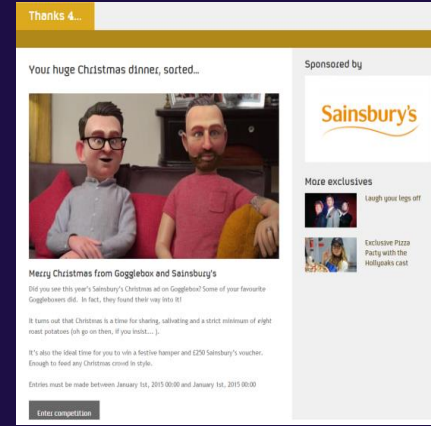 Thanks 4...
Your huge Christmas dinner, sorted...
Merry Christmas from Gogglebox and Sainsbury's
Did you see this year's Sainsbury's Christmas ad on Gogglebox? Some of your favourite
Goggleboxers did. In fact, they found their way into it!
It turns out that Christmas is a time for sharing, salivating and a strict minimum of eight
roast potatoes (oh go on then, if you insist... ).
It's also the ideal time for you to win a festive hamper and £250 Sainsbury's voucher.
Enough to feed any Christmas crowd in style.
Entries must be made between January 1st, 2015 00:00 and January 1st, 2015 00:00
Enter competition
Sponsored by
Sainsbury's
More exclusives
Laugh your legs off
Exclusive Pizza
Party with the
Hollyoaks cast